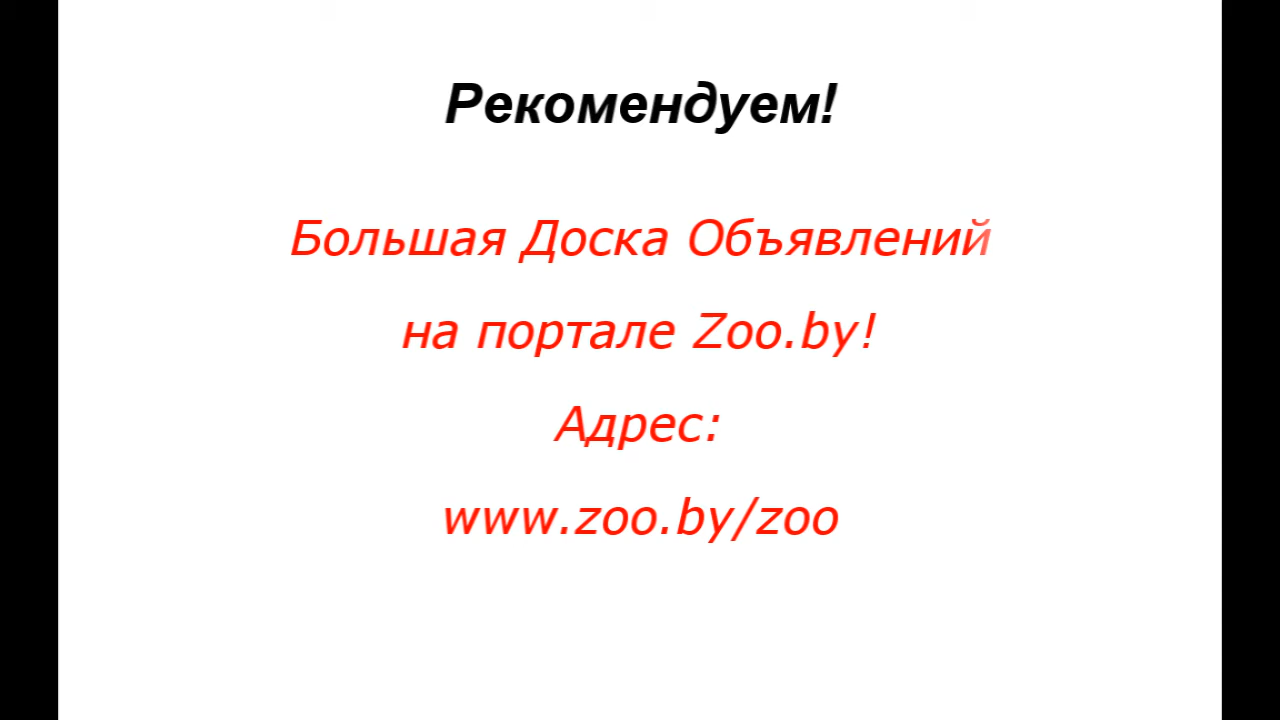 Рекомендуем!
Большая Доска Объявлений
на портале Zoo.by!
Адрес:
www.zoo.by/zoo